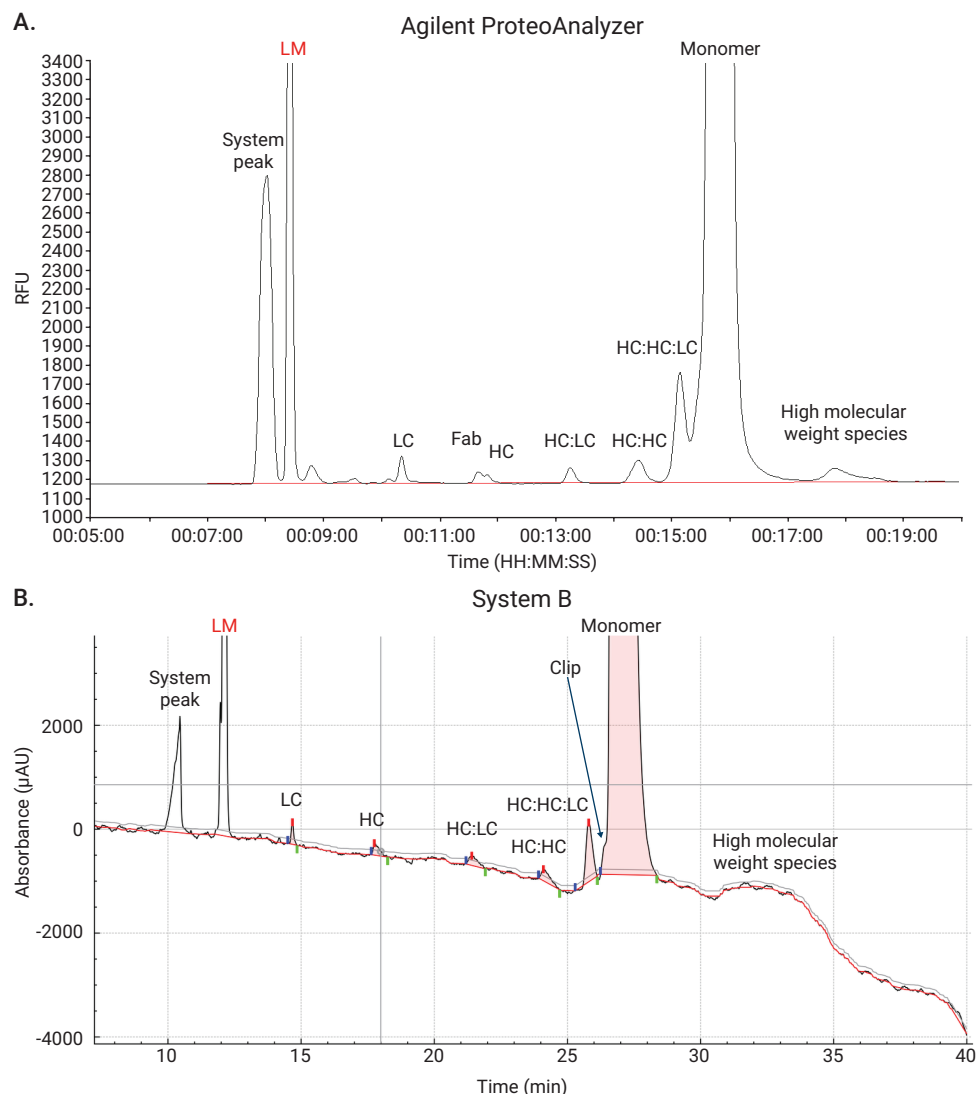 A.
Agilent ProteoAnalyzer
LM
Monomer
3400
3300
3200
3100
3000
2900
2800
2700
2600
2500
2400
2300
2200
2100
2000
1900
1800
1700
1600
1500
1400
1300
1200
1100
1000
RFU
System
peak
LC
Fab
HC
HC:LC
HC:HC
HC:HC:LC
High molecular
weight species
00:05:00
00:07:00
00:09:00
00:11:00
00:13:00
00:15:00
00:17:00
00:19:00
Time (HH:MM:SS)
B.
System B
LM
Monomer
Clip
System
peak
2000
0
-2000
-4000
Absorbance (µAU)
LC
HC
HC:LC
HC:HC
HC:HC:LC
High molecular
weight species
10
15
20
25
30
35
40
Time (min)